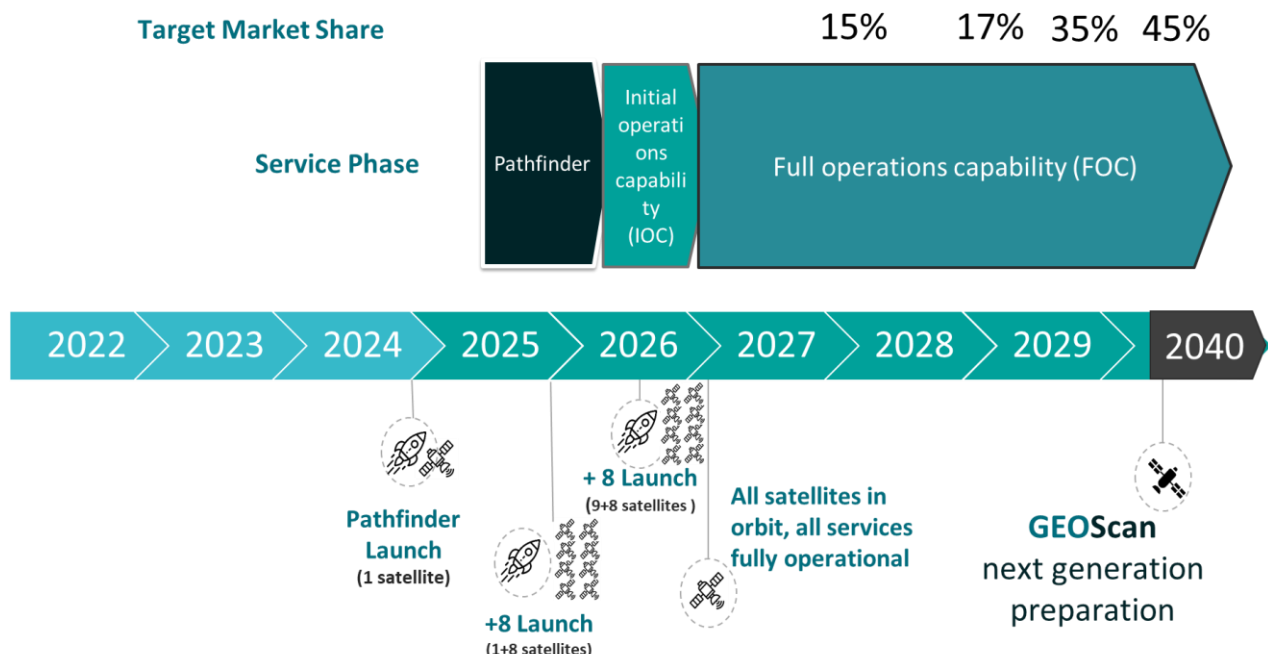 Target Market Share
15% 17% 35% 45%
Service Phase
Pathfinder
Initial
operati
ons
capabili
ty
(IOC)
Full operations capability (FOC)
2022 2023 2024 2025 2026 2027 2028 2029 2040
Pathfinder
Launch
(1 satellite)
+8 Launch
(1+8 satellites)
+ 8 Launch
(9+8 satellites )
All satellites in
orbit, all services
fully operational
GEOScan
next generation
preparation